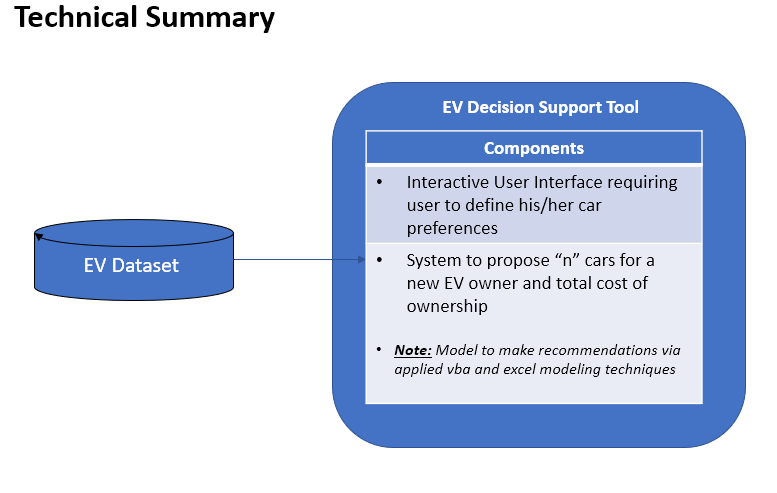 Technical Summary
EV Dataset
EV Decision Support Tool
Components
• Interactive User Interface requiring
user to define his/her car
preferences
• System to propose “n” cars for a
new EV owner and total cost of
ownership
• Note: Model to make recommendations via
applied vba and excel modeling techniques